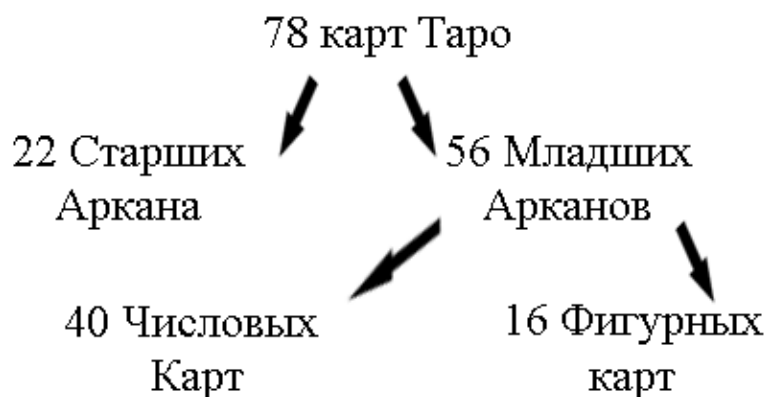 78 карт Таро
22 Старших
Аркана
56 Младших
Арканов
40 Числовых
Карт
16 Фигурных
карт